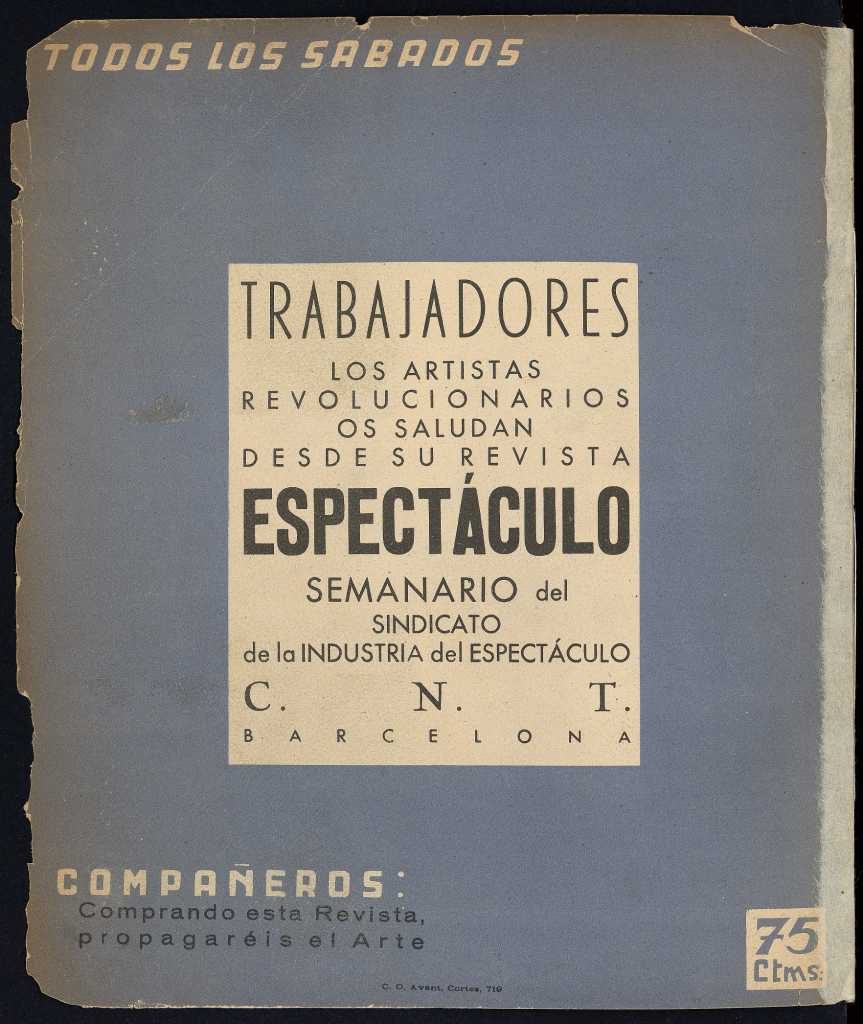 TODOS LOS SABADOS
TRABAJADORES
LOS ARTISTAS
REVOLUCIONARIOS
OS SALUDAN
DESDE SU REVISTA
ESPECTÁCULO
SEMANARIO del
SINDICATO
de la INDUSTRIA del ESPECTÁCULO
C. N. T.
BARCELONA
COMPAÑEROS:
Comprando esta Revista,
propagaréis el Arte
75
Ctms.
C. O. Avant, Cortes, 719